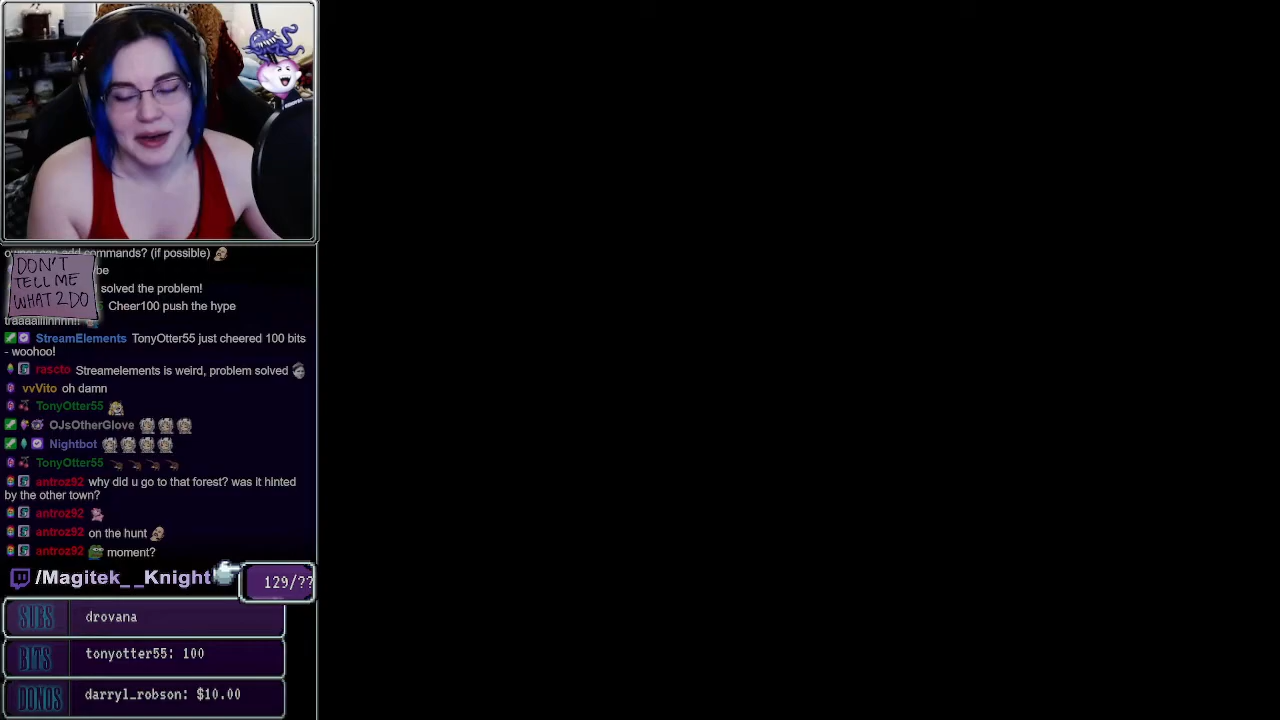 commands? (if possible)
DON'T
TELL ME
WHAT 2 DO
be
solved the problem!
Cheer100 push the hype
StreamElements TonyOtter55 just cheered 100 bits
- woohoo!
rascto Streamelements is weird, problem solved
vvVito oh damn
TonyOtter55
OJsOtherGlove
Nightbot
TonyOtter55
antroz92 why did u go to that forest? was it hinted
by the other town?
antroz92
antroz92 on the hunt
antroz92 moment?
/Magitek__Knight
129/??
SUBS drovana
BITS tonyotter55: 100
DONOS darryl_robson: $10.00